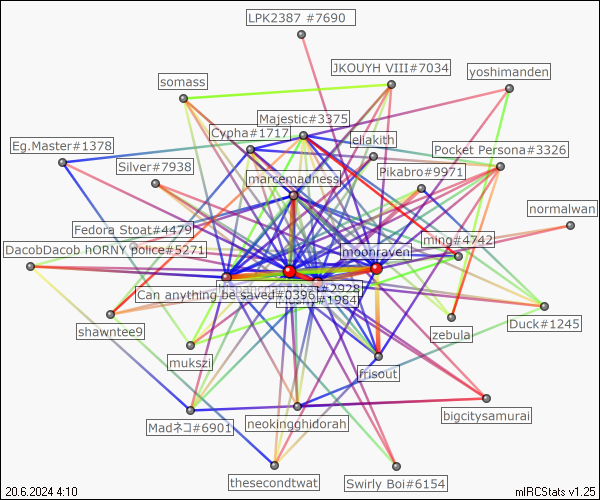 LPK2387 #7690
JKOUYH VIII#7034
yoshimanden
somass
Majestic#3375
Cypha#1717
eliakith
Eg.Master#1378
Pocket Persona#3326
Silver#7938
Pikabro#9971
marcemadness
normalwan
Fedora Stoat#4479
ming#4742
DacobDacob hORNY police#5271
moonraven
#2928
Can anything be saved#0396
#1984
shawntee9
zebula
Duck#1245
mukszi
frisout
bigcitysamurai
Madネコ#6901
neokingghidorah
thesecondtwat
Swirly Boi#6154
20.6.2024 4:10
mIRCStats v1.25